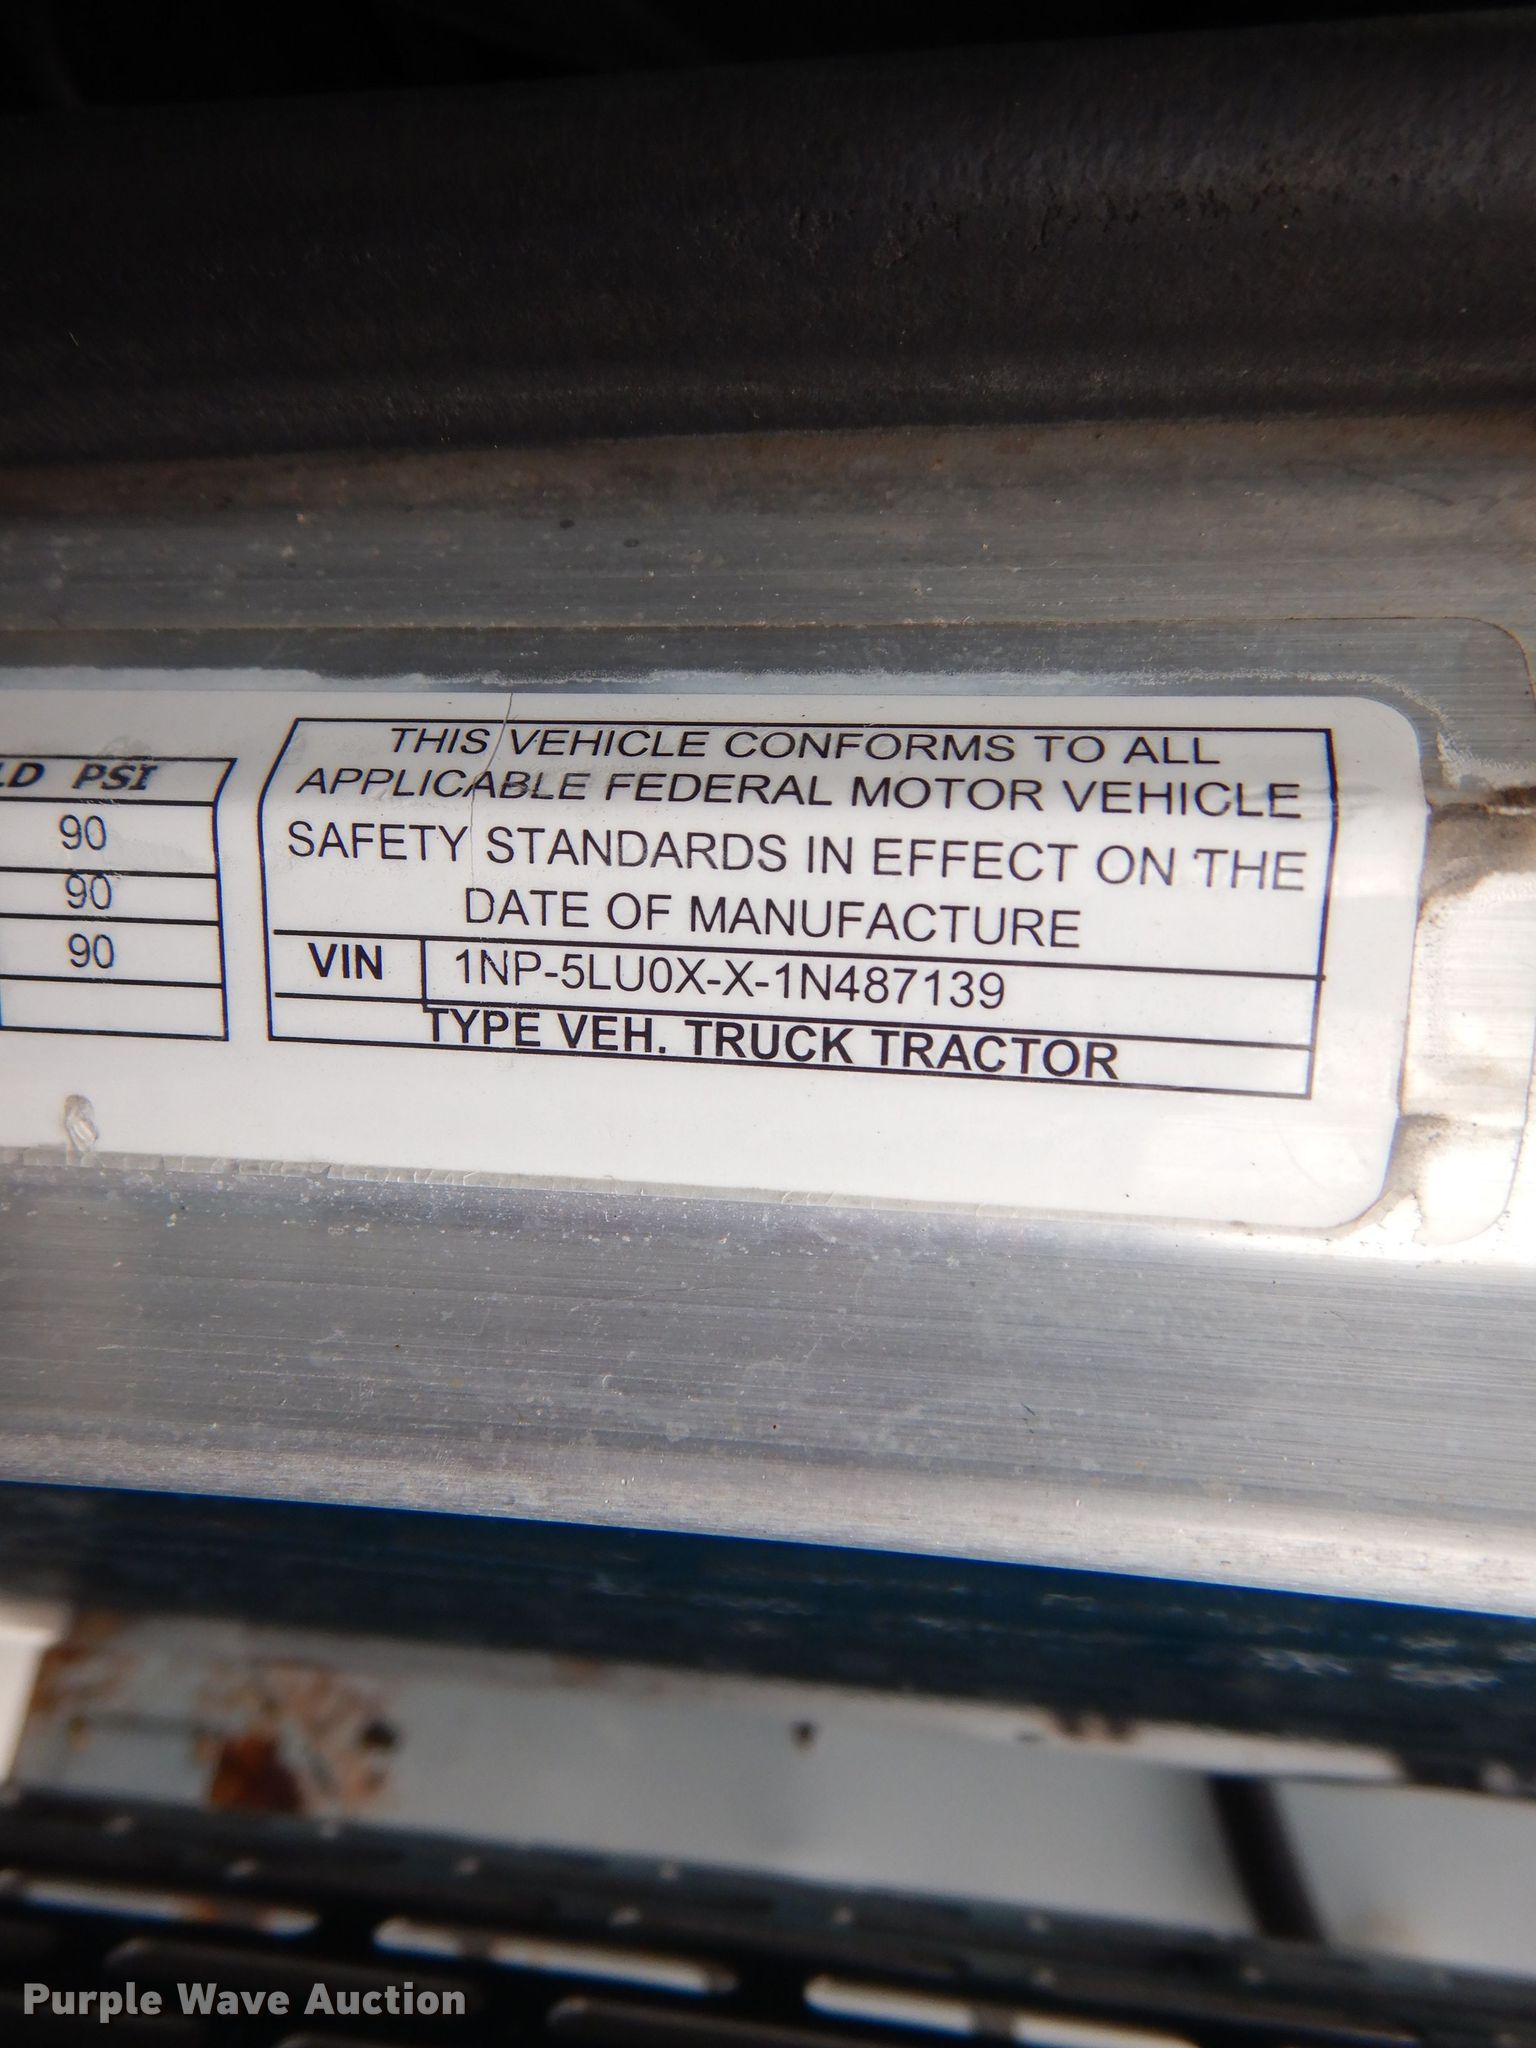 LD PSI
90
90
90
THIS VEHICLE CONFORMS TO ALL
APPLICABLE FEDERAL MOTOR VEHICLE
SAFETY STANDARDS IN EFFECT ON THE
DATE OF MANUFACTURE
VIN 1NP-5LU0X-X-1N487139
TYPE VEH. TRUCK TRACTOR
Purple Wave Auction